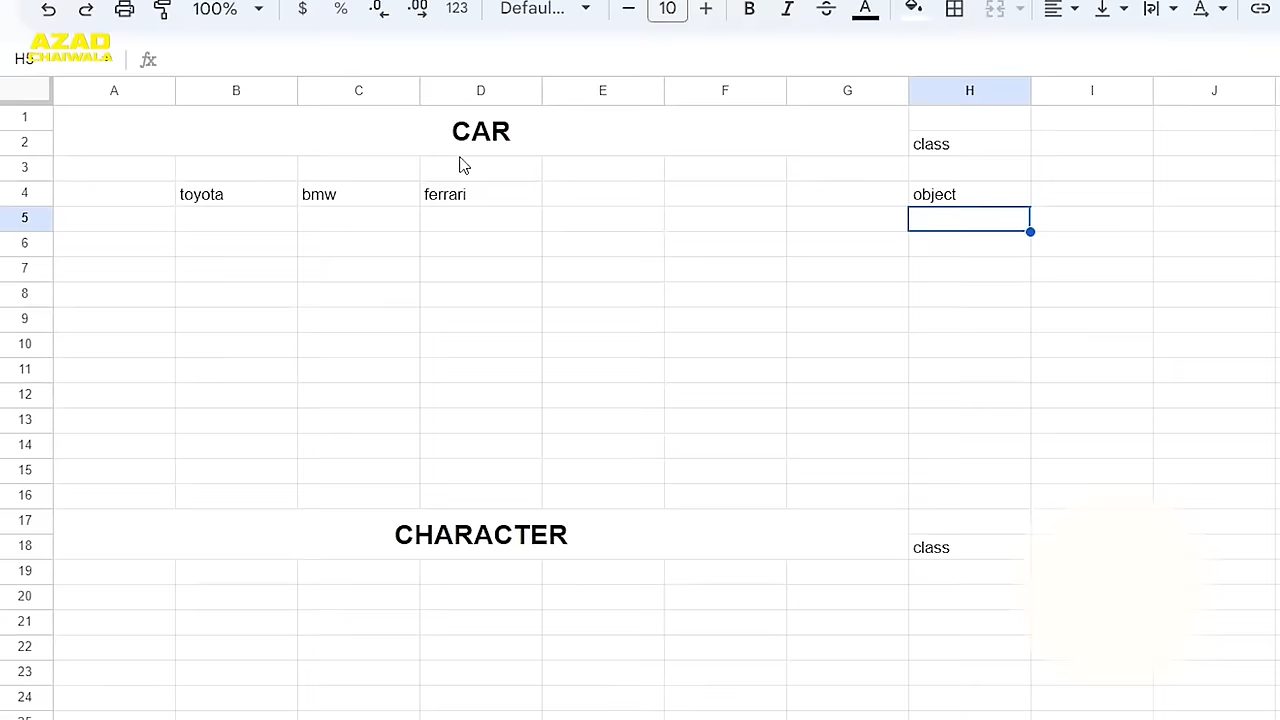 100% $ % .0 .00 123 Defaul... 10 B I A
AZAD
CHAIWALA
H5 fx
A B C D E F G H I J
1
CAR
2 class
3
4 toyota bmw ferrari object
5
6
7
8
9
10
11
12
13
14
15
16
17
CHARACTER
18 class
19
20
21
22
23
24
25